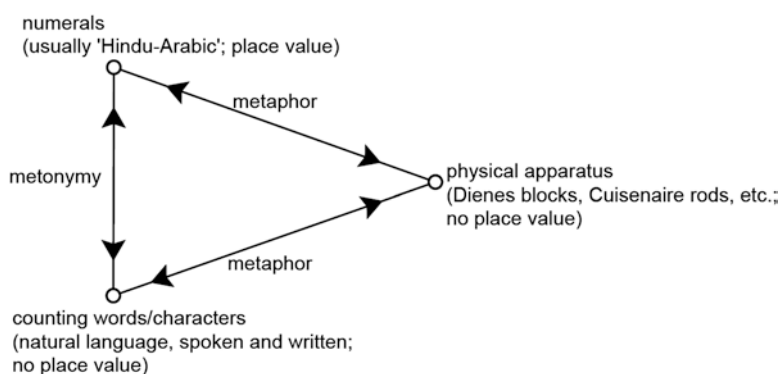 numerals
(usually 'Hindu-Arabic'; place value)
metaphor
metonymy
physical apparatus
(Dienes blocks, Cuisenaire rods, etc.;
no place value)
metaphor
counting words/characters
(natural language, spoken and written;
no place value)